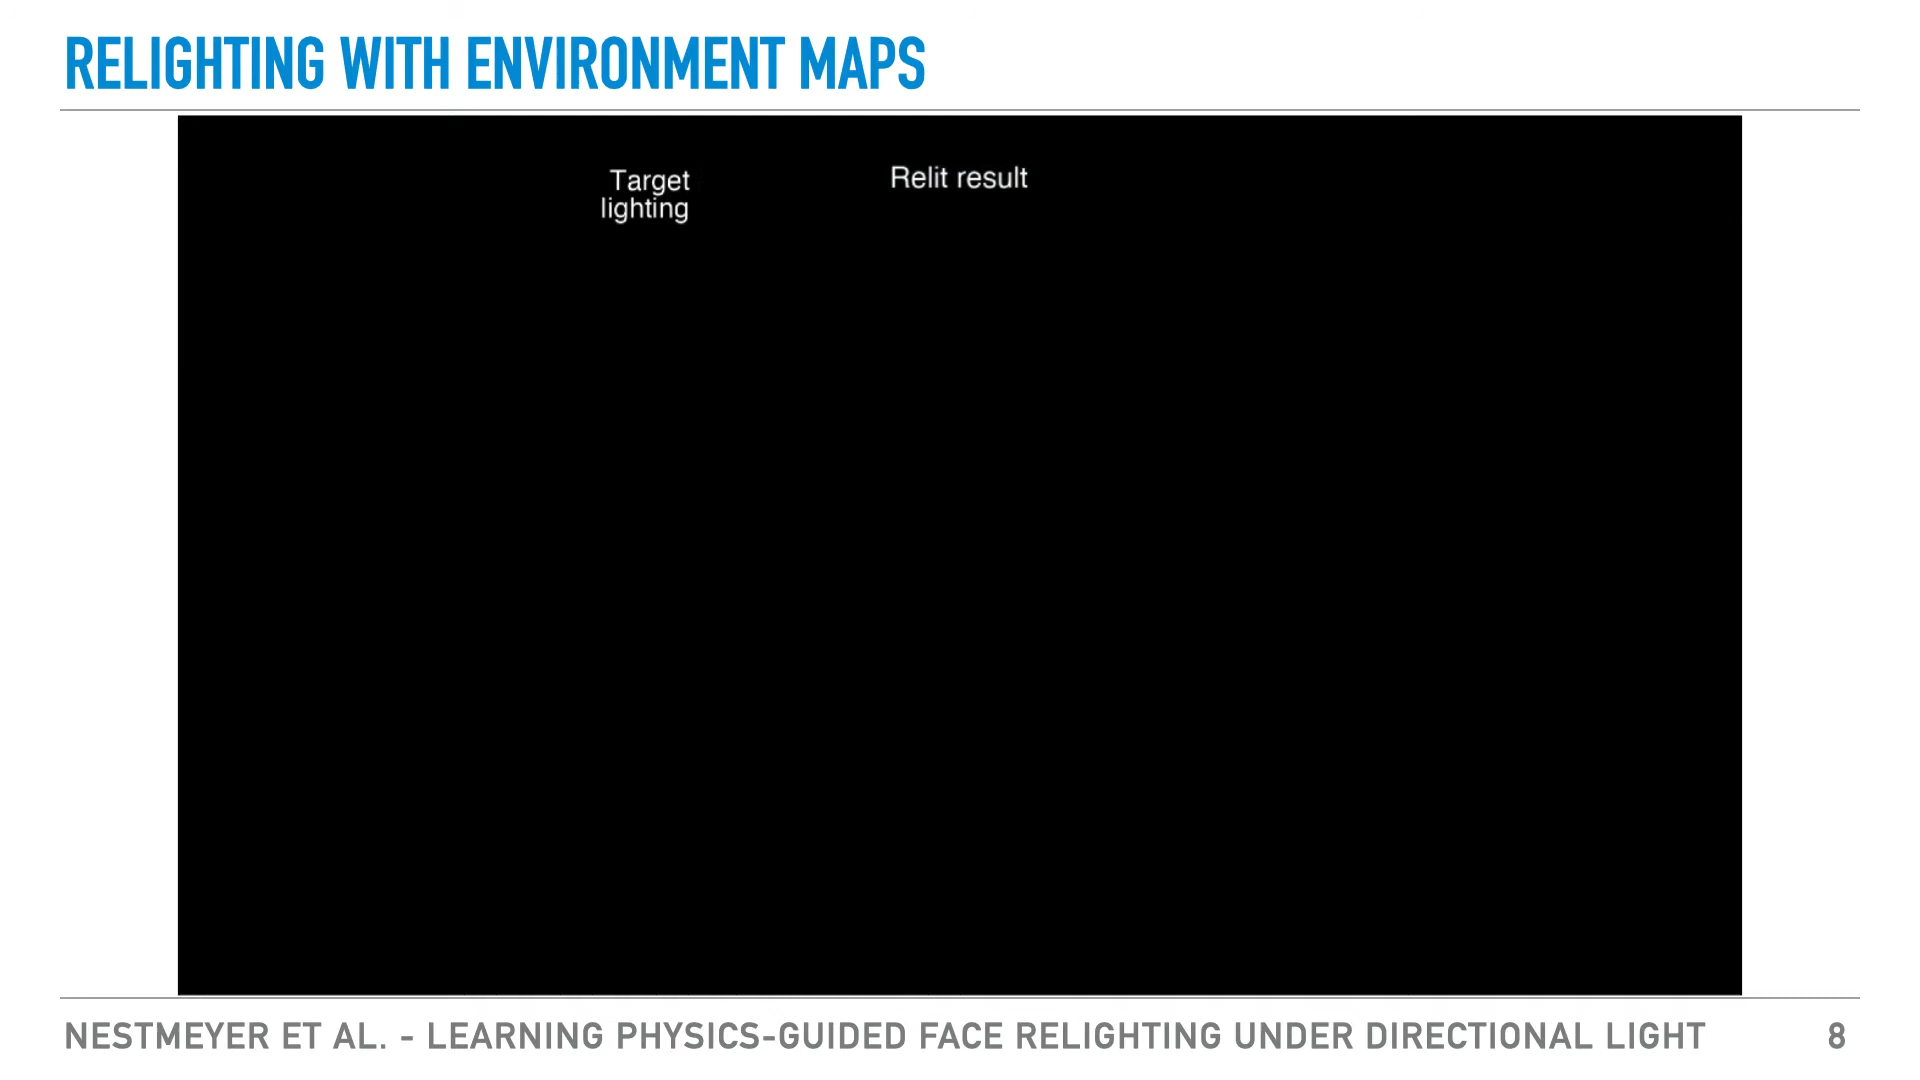 RELIGHTING WITH ENVIRONMENT MAPS
Target
lighting
Relit result
NESTMEYER ET AL. - LEARNING PHYSICS-GUIDED FACE RELIGHTING UNDER DIRECTIONAL LIGHT
8